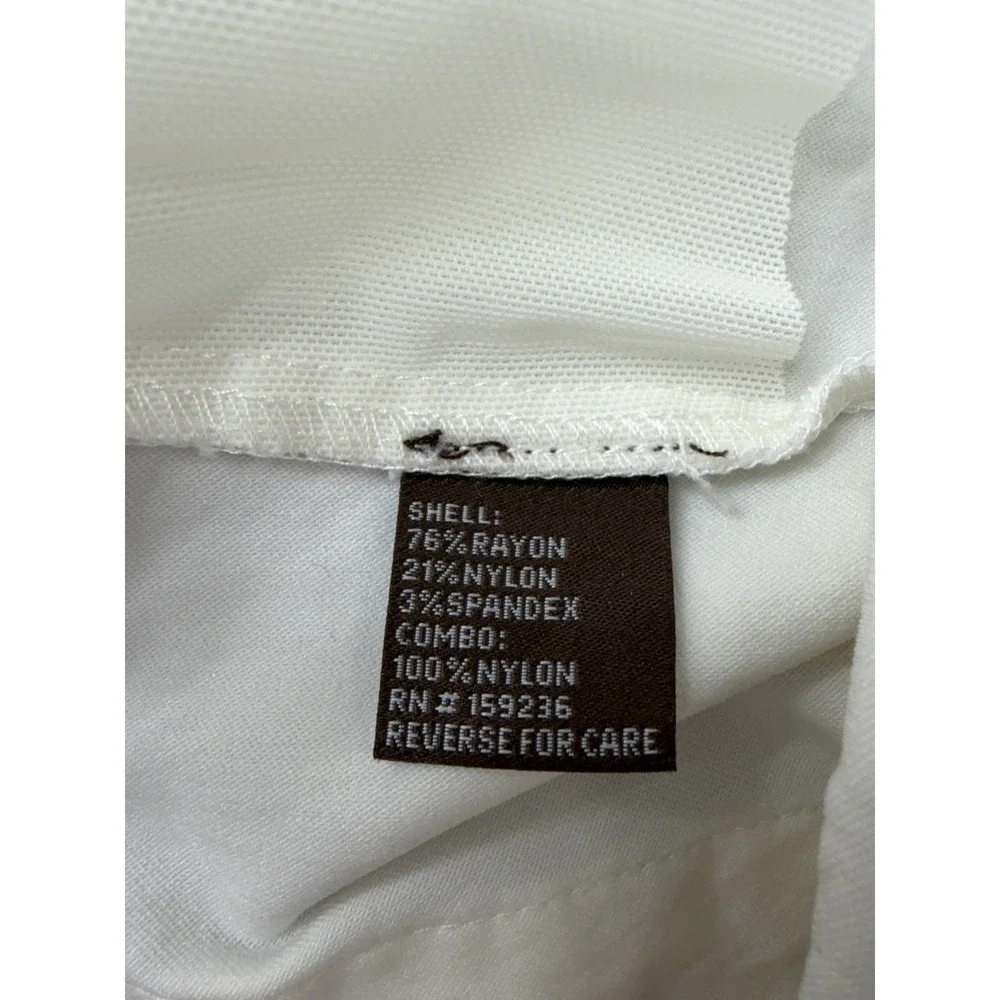 SHELL:
76%RAYON
21%NYLON
3%SPANDEX
COMBO:
100%NYLON
RN # 159236
REVERSE FOR CARE